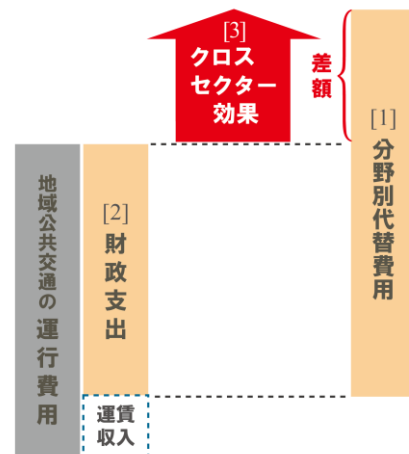 [3]
クロス
セクター
効果
差額
[1]
分野別代替費用
[2]
財政支出
地域公共交通の運行費用
運賃
収入